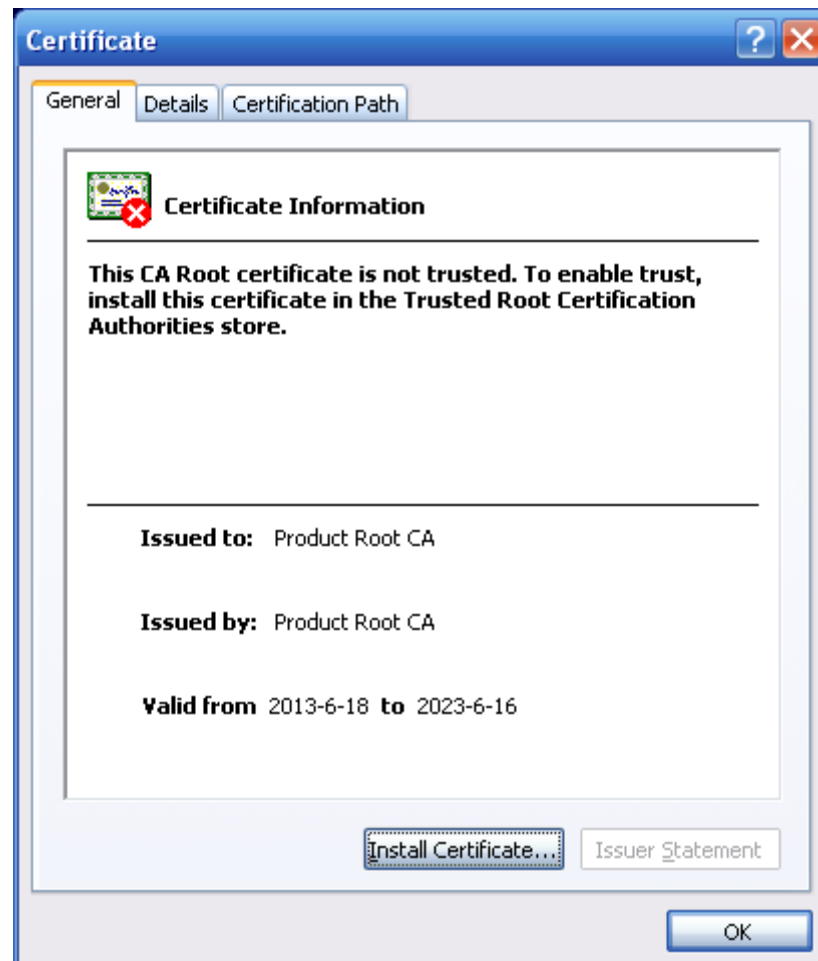 Certificate
General Details Certification Path
Certificate Information
This CA Root certificate is not trusted. To enable trust,
install this certificate in the Trusted Root Certification
Authorities store.
Issued to: Product Root CA
Issued by: Product Root CA
Valid from 2013-6-18 to 2023-6-16
Install Certificate... Issuer Statement
OK